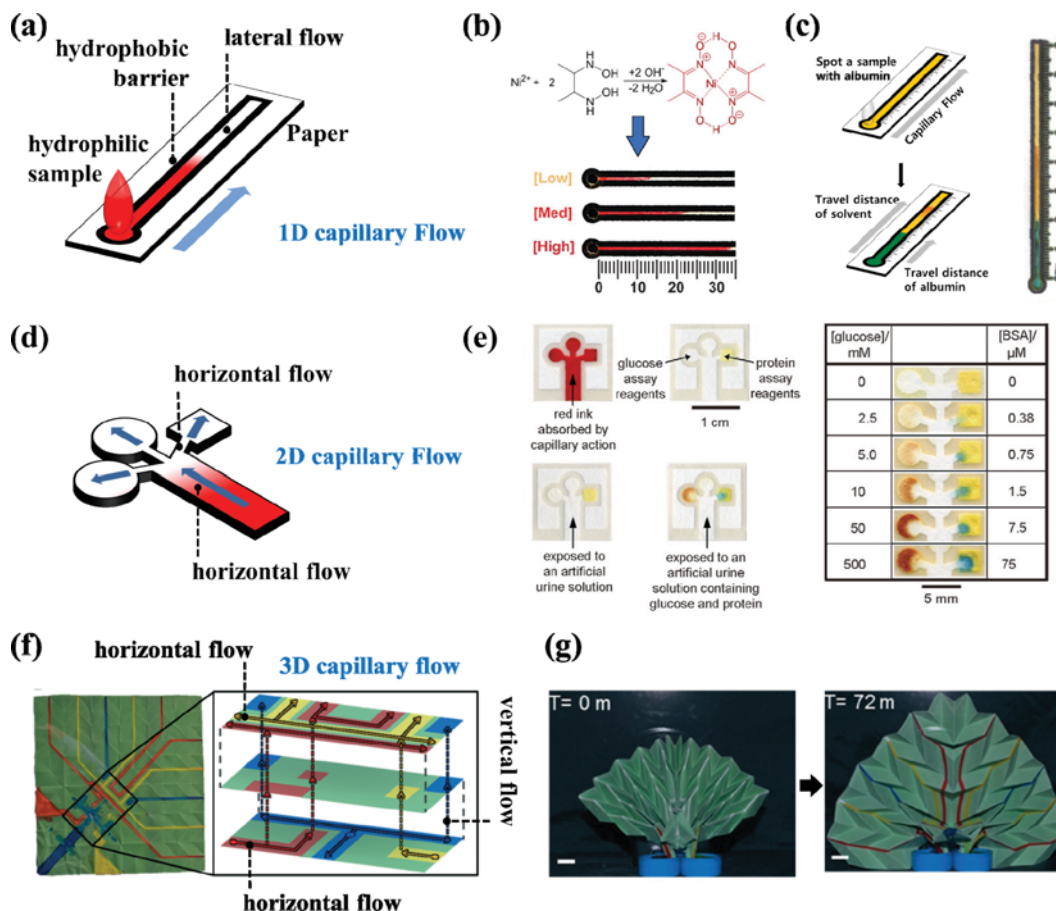 (a)
hydrophobic
barrier
lateral flow
hydrophilic
sample
Paper
1D capillary Flow
(b)
Ni²⁺ + 2
H
N
OH
N
OH
H
+2 OH⁻
-2 H₂O
O
H
O
N
N
Ni
N
N
O
H
O
[Low]
[Med]
[High]
0 10 20 30
(c)
Spot a sample
with albumin
Capillary Flow
Travel distance
of solvent
Travel distance
of albumin
(d)
horizontal flow
2D capillary Flow
horizontal flow
(e)
glucose
assay
reagents
protein
assay
reagents
red ink
absorbed by
capillary action
1 cm
exposed to
an artificial
urine solution
exposed to an
artificial urine
solution containing
glucose and protein
[glucose]/
mM
[BSA]/
µM
0 0
2.5 0.38
5.0 0.75
10 1.5
50 7.5
500 75
5 mm
(f)
horizontal flow
3D capillary flow
vertical flow
horizontal flow
(g)
T= 0 m
T= 72 m